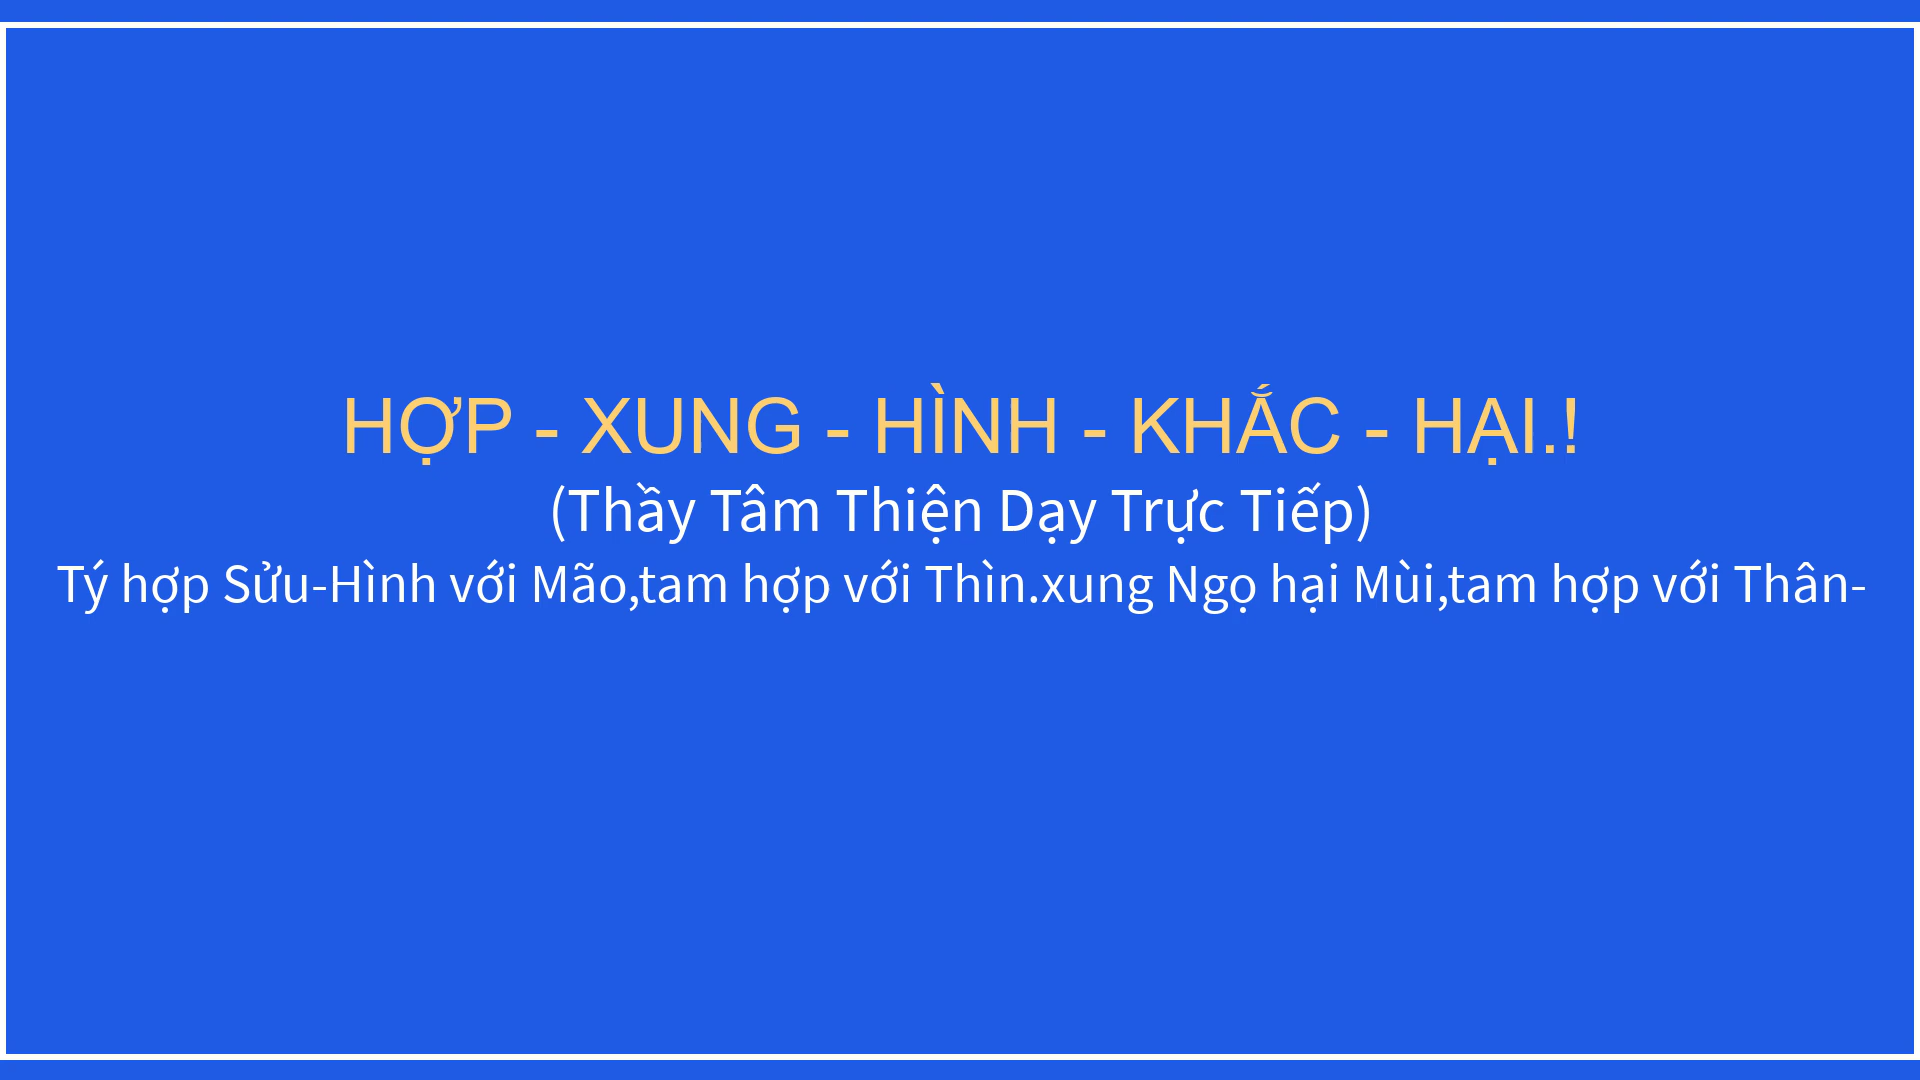 HỢP - XUNG - HÌNH - KHẮC - HẠI.!
(Thầy Tâm Thiện Dạy Trực Tiếp)
Tý hợp Sửu-Hình với Mão,tam hợp với Thìn.xung Ngọ hại Mùi,tam hợp với Thân-